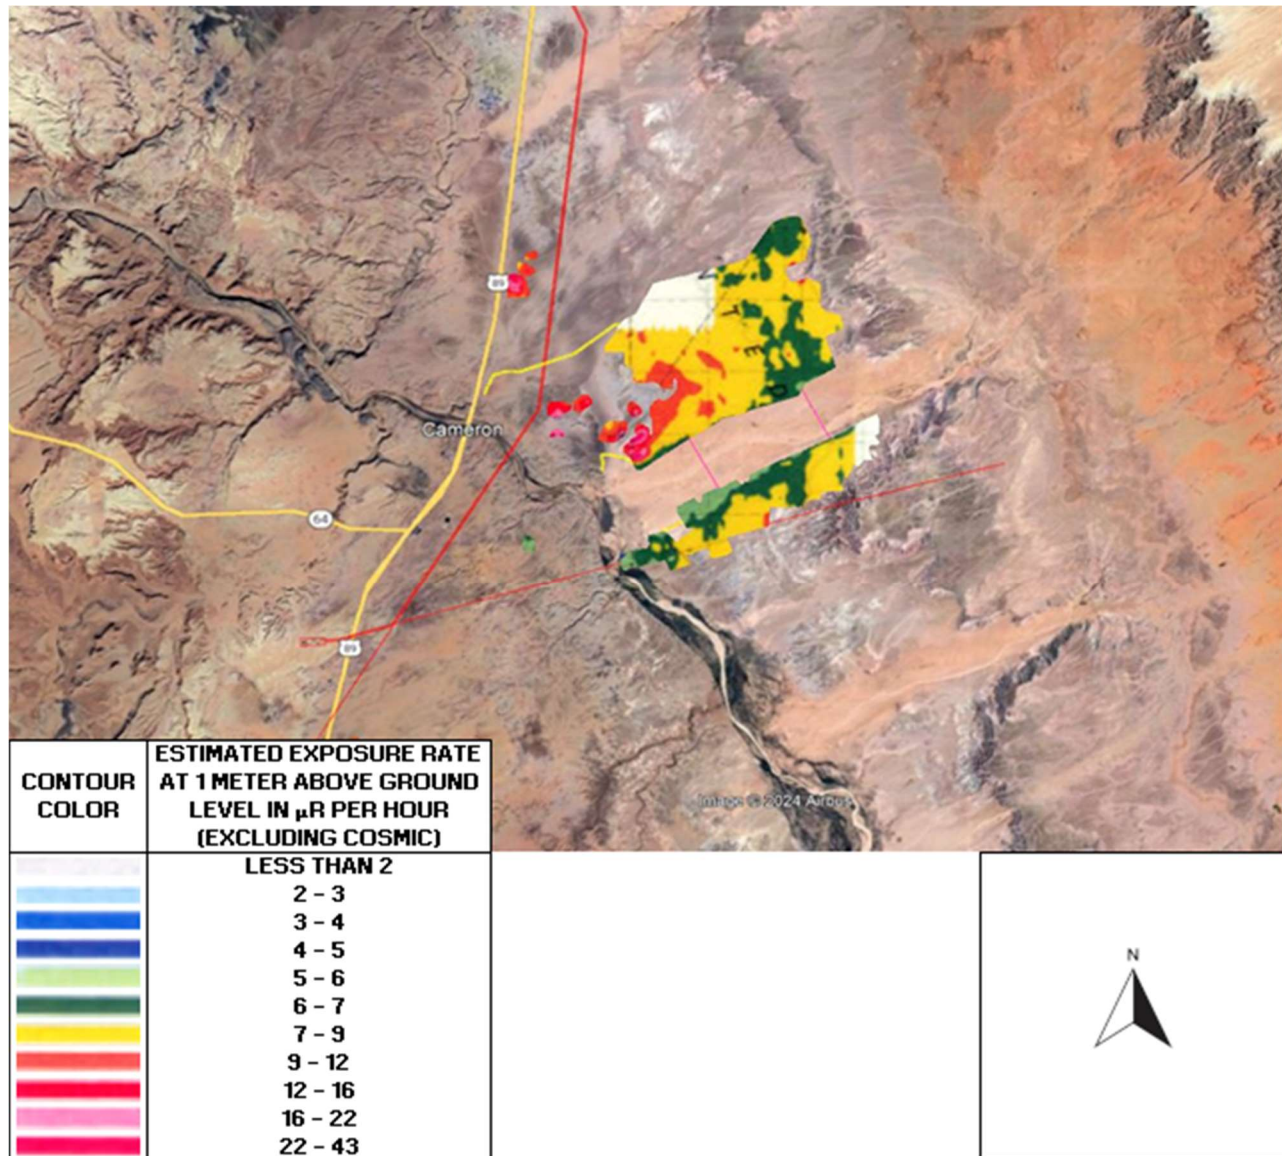 89
Cameron
64
89
Image © 2024 Airbus
CONTOUR COLOR
ESTIMATED EXPOSURE RATE
AT 1 METER ABOVE GROUND
LEVEL IN µR PER HOUR
(EXCLUDING COSMIC)
LESS THAN 2
2 - 3
3 - 4
4 - 5
5 - 6
6 - 7
7 - 9
9 - 12
12 - 16
16 - 22
22 - 43
N